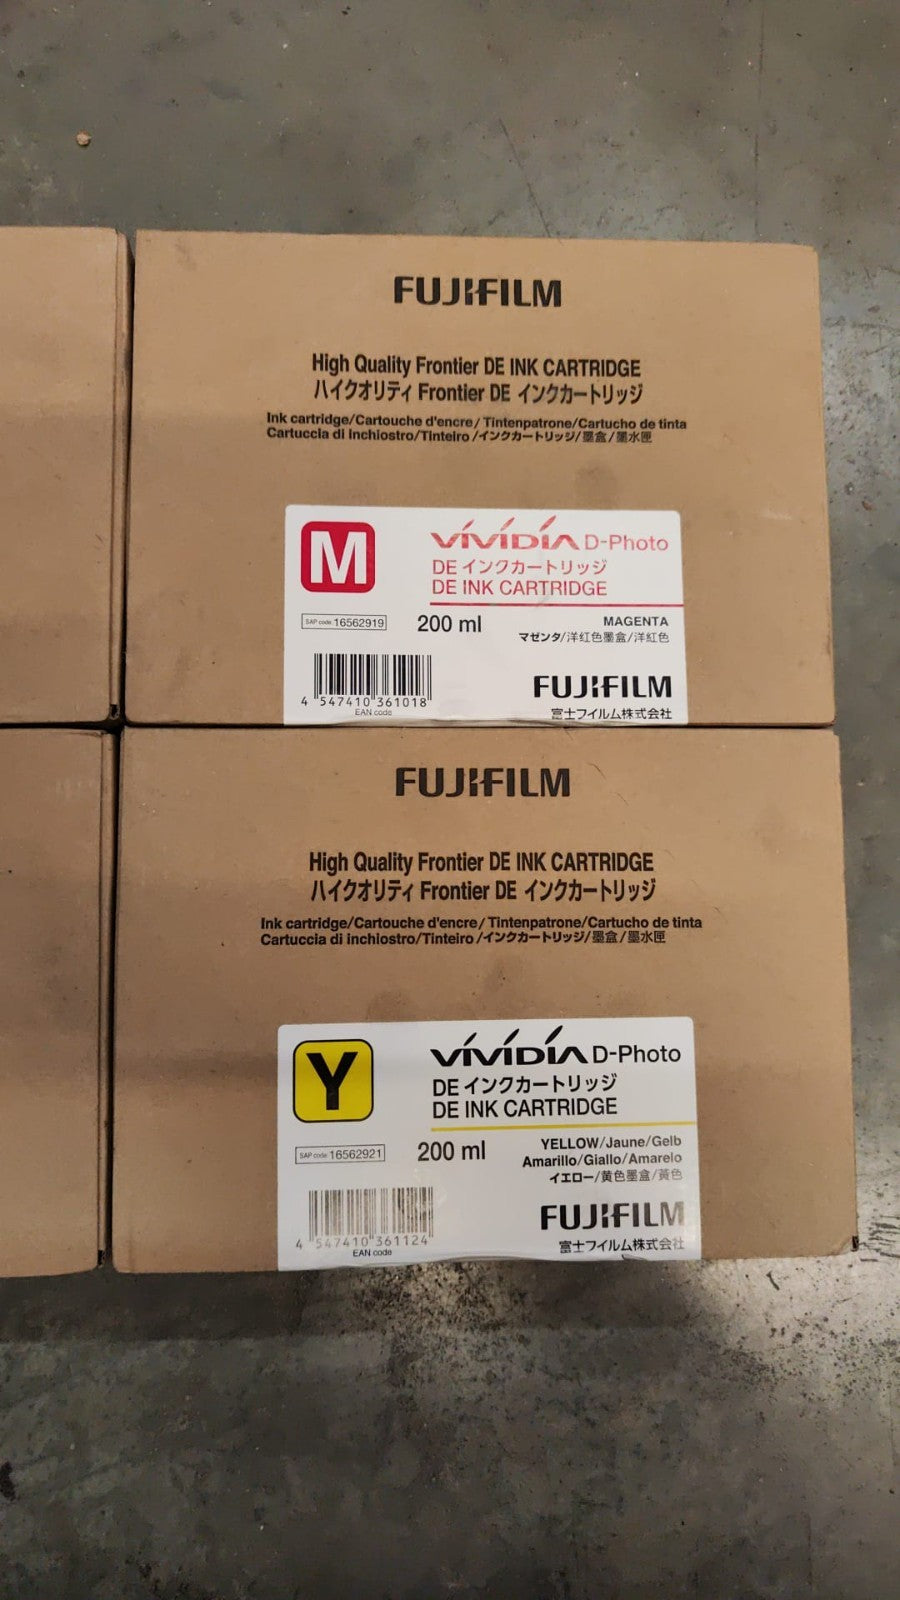 FUJIFILM
High Quality Frontier DE INK CARTRIDGE
ハイクオリティ Frontier DE インクカートリッジ
Ink cartridge/Cartouche d'encre/Tintenpatrone/Cartucho de tinta
Cartuccia di inchiostro/Tinteiro/インクカートリッジ/墨盒/墨水匣
M
VIVIDIA D-Photo
DE インクカートリッジ
DE INK CARTRIDGE
SAP code 16562919
200 ml
MAGENTA
マゼンタ/洋红色墨盒/洋紅色
4 547410 361018
EAN code
FUJIFILM
富士フイルム株式会社
FUJIFILM
High Quality Frontier DE INK CARTRIDGE
ハイクオリティ Frontier DE インクカートリッジ
Ink cartridge/Cartouche d'encre/Tintenpatrone/Cartucho de tinta
Cartuccia di inchiostro/Tinteiro/インクカートリッジ/墨盒/墨水匣
Y
VIVIDIA D-Photo
DE インクカートリッジ
DE INK CARTRIDGE
SAP code 16562921
200 ml
YELLOW/Jaune/Gelb
Amarillo/Giallo/Amarelo
イエロー/黄色墨盒/黃色
4 547410 361124
EAN code
FUJIFILM
富士フイルム株式会社